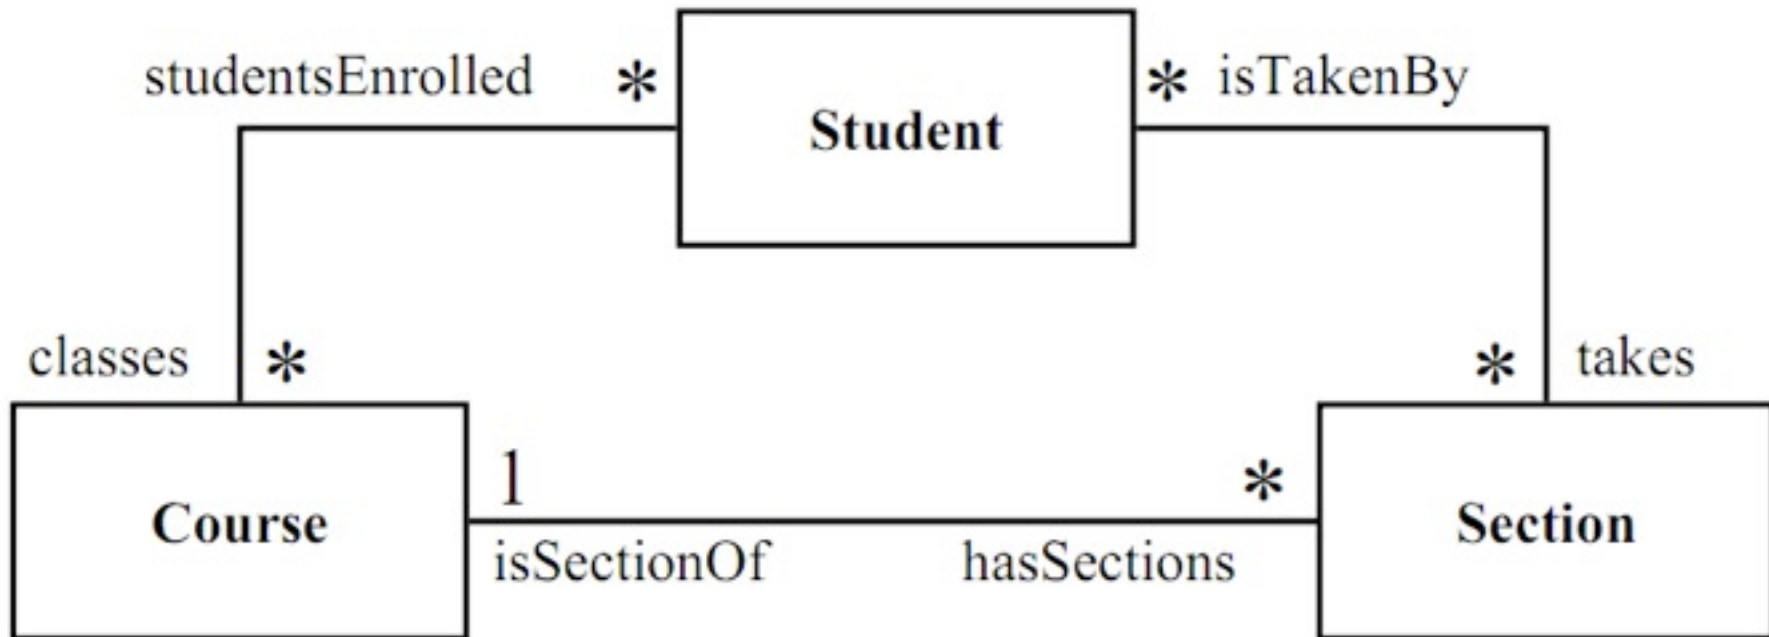 studentsEnrolled * * isTakenBy
Student
classes * * takes
1 *
Course Section
isSectionOf hasSections